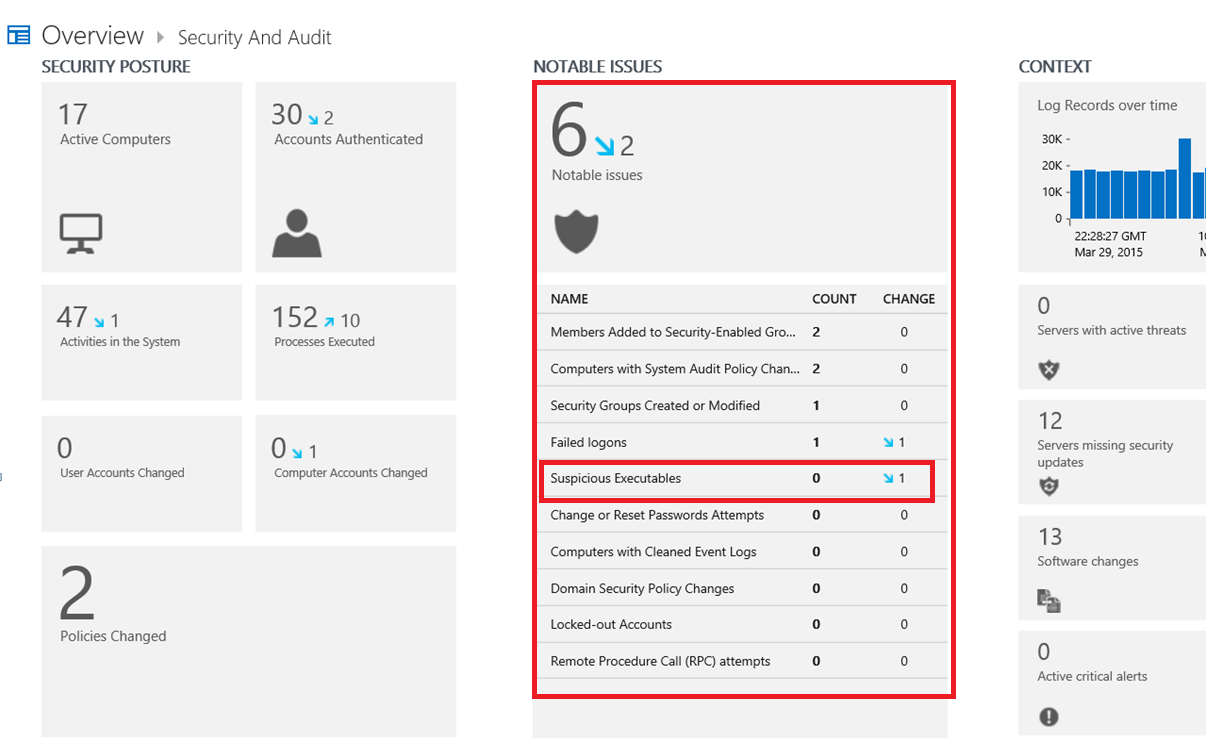 Overview Security And Audit
SECURITY POSTURE
17
Active Computers
30 2
Accounts Authenticated
47 1
Activities in the System
152 10
Processes Executed
0
User Accounts Changed
0 1
Computer Accounts Changed
2
Policies Changed
NOTABLE ISSUES
6 2
Notable issues
NAME COUNT CHANGE
Members Added to Security-Enabled Gro... 2 0
Computers with System Audit Policy Chan... 2 0
Security Groups Created or Modified 1 0
Failed logons 1 1
Suspicious Executables 0 1
Change or Reset Passwords Attempts 0 0
Computers with Cleaned Event Logs 0 0
Domain Security Policy Changes 0 0
Locked-out Accounts 0 0
Remote Procedure Call (RPC) attempts 0 0
CONTEXT
Log Records over time
30K
20K
10K
0
22:28:27 GMT
Mar 29, 2015
0
Servers with active threats
12
Servers missing security
updates
13
Software changes
0
Active critical alerts